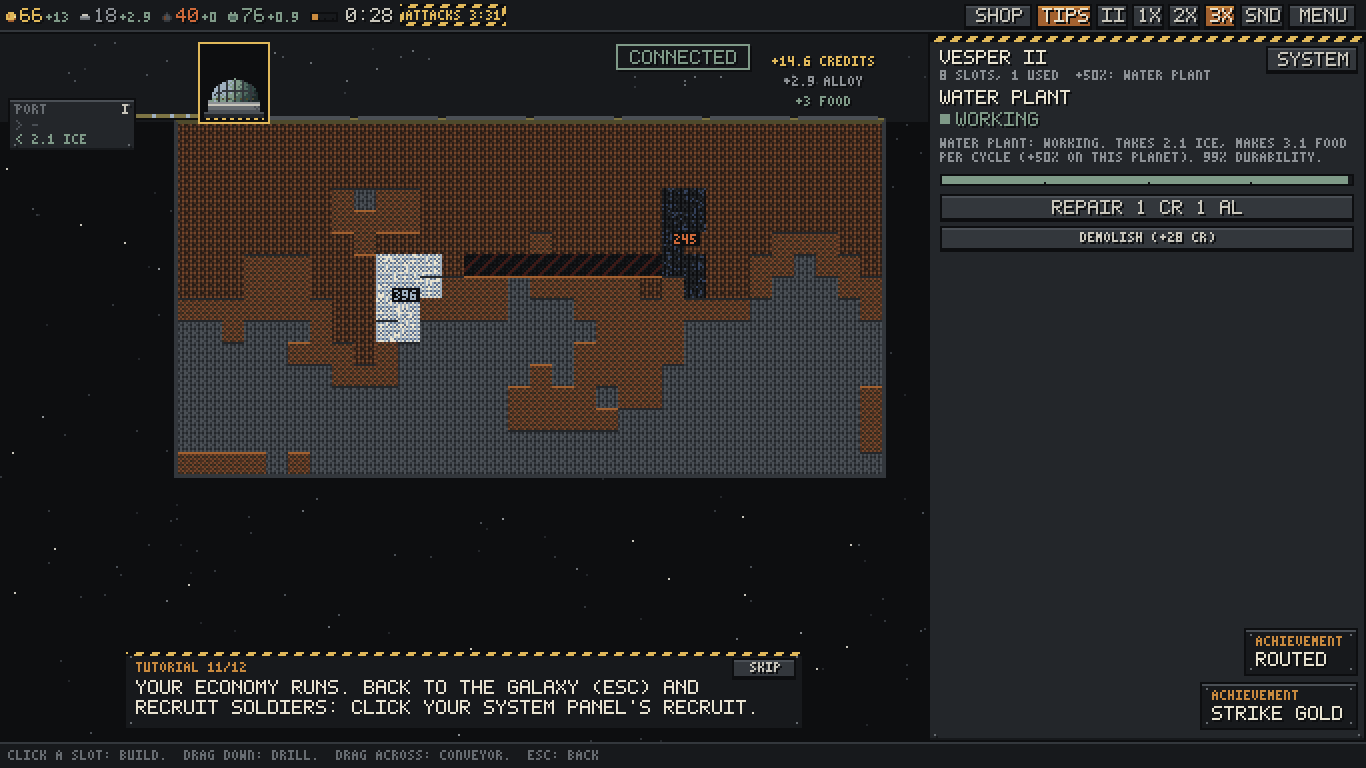 66+13 18+2.9 40+0 76+0.9 0:28 ATTACKS 3:31 SHOP TIPS II 1X 2X 3X SND MENU
CONNECTED
+14.6 CREDITS
+2.9 ALLOY
+3 FOOD
PORT I
> -
< 2.1 ICE
245
396
VESPER II SYSTEM
8 SLOTS, 1 USED +50%: WATER PLANT
WATER PLANT
WORKING
WATER PLANT: WORKING. TAKES 2.1 ICE, MAKES 3.1 FOOD
PER CYCLE (+50% ON THIS PLANET). 99% DURABILITY.
REPAIR 1 CR 1 AL
DEMOLISH (+28 CR)
TUTORIAL 11/12 SKIP
YOUR ECONOMY RUNS. BACK TO THE GALAXY (ESC) AND
RECRUIT SOLDIERS: CLICK YOUR SYSTEM PANEL'S RECRUIT.
ACHIEVEMENT
ROUTED
ACHIEVEMENT
STRIKE GOLD
CLICK A SLOT: BUILD. DRAG DOWN: DRILL. DRAG ACROSS: CONVEYOR. ESC: BACK